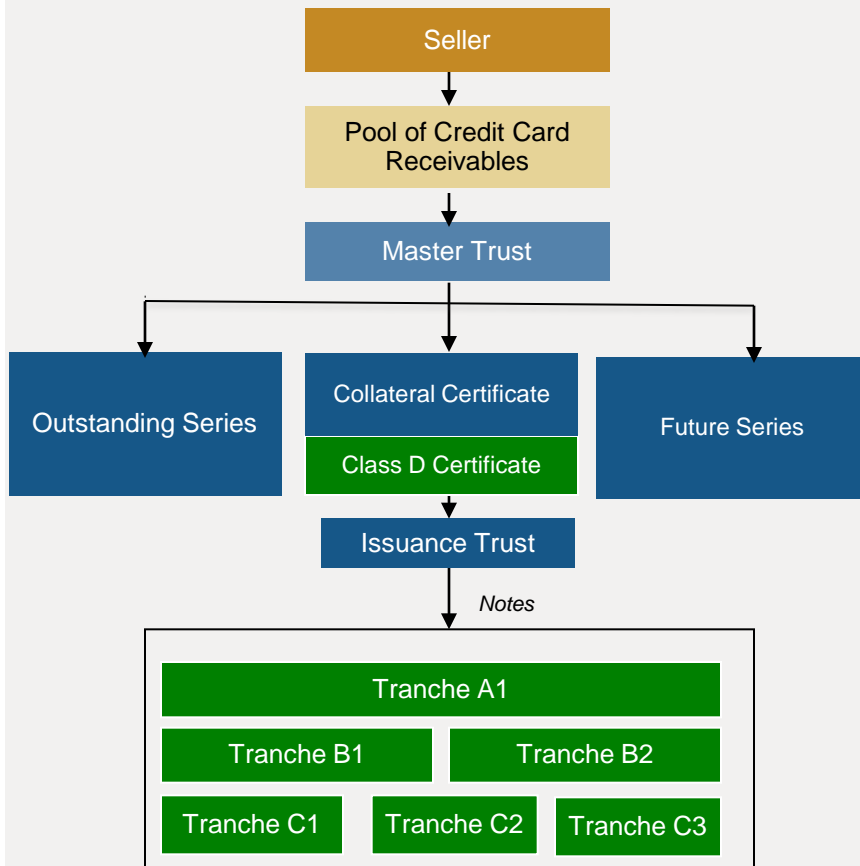 Seller
Pool of Credit Card
Receivables
Master Trust
Outstanding Series
Collateral Certificate
Class D Certificate
Future Series
Issuance Trust
Notes
Tranche A1
Tranche B1
Tranche B2
Tranche C1
Tranche C2
Tranche C3